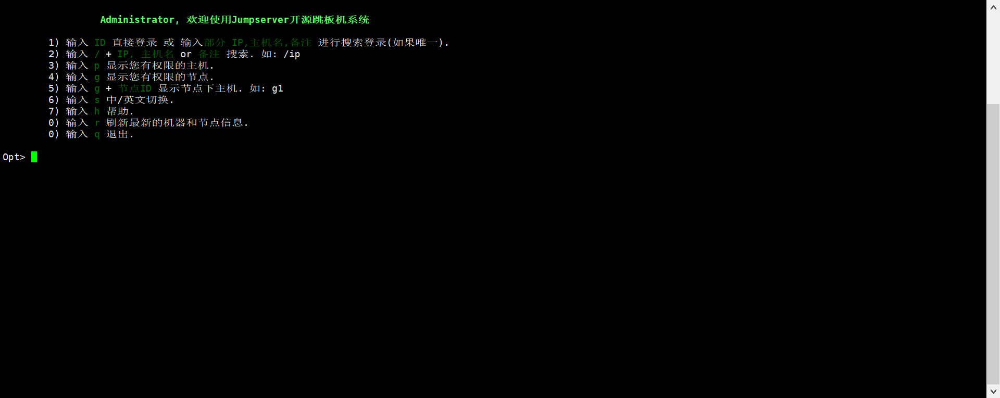 Administrator, 欢迎使用Jumpserver开源跳板机系统
1) 输入 ID 直接登录 或 输入部分 IP,主机名,备注 进行搜索登录(如果唯一).
2) 输入 / + IP, 主机名 or 备注 搜索. 如: /ip
3) 输入 p 显示您有权限的主机.
4) 输入 g 显示您有权限的节点.
5) 输入 g + 节点ID 显示节点下主机. 如: g1
6) 输入 s 中/英文切换.
7) 输入 h 帮助.
0) 输入 r 刷新最新的机器和节点信息.
0) 输入 q 退出.
Opt>